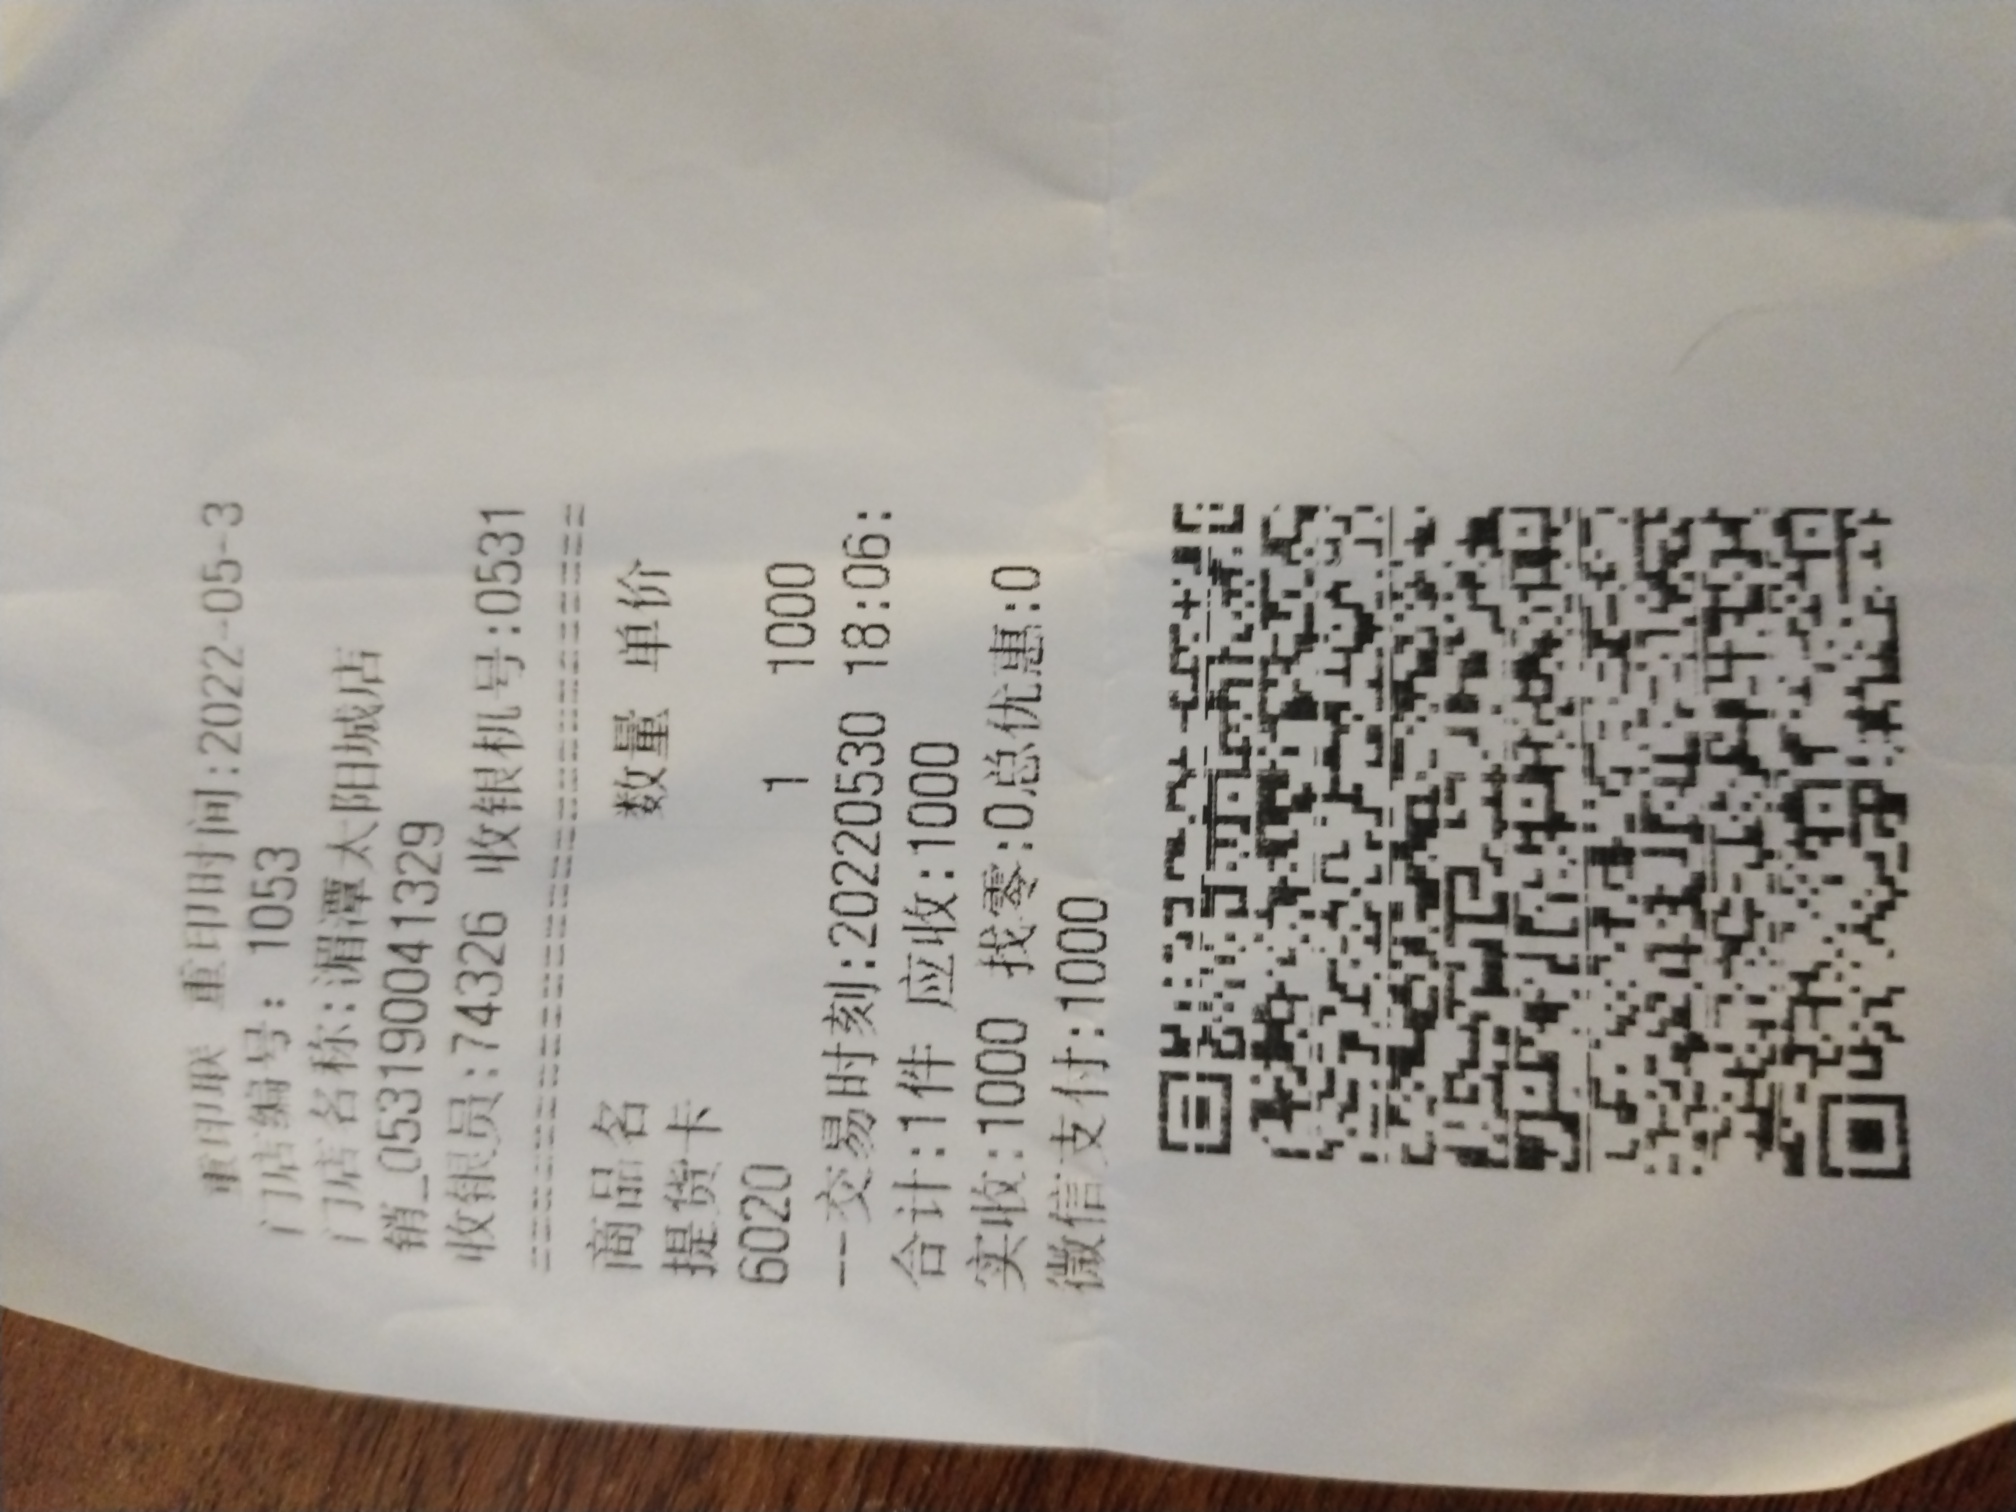 重印联 重印时间:2022-05-3
门店编号: 1053
门店名称:湄潭太阳城店
销_053190041329
收银员:74326 收银机号:0531
================================
商品名 数量 单价
提货卡
6020 1 1000
--交易时刻:20220530 18:06:
合计:1件 应收:1000
实收:1000 找零:0总优惠:0
微信支付:1000